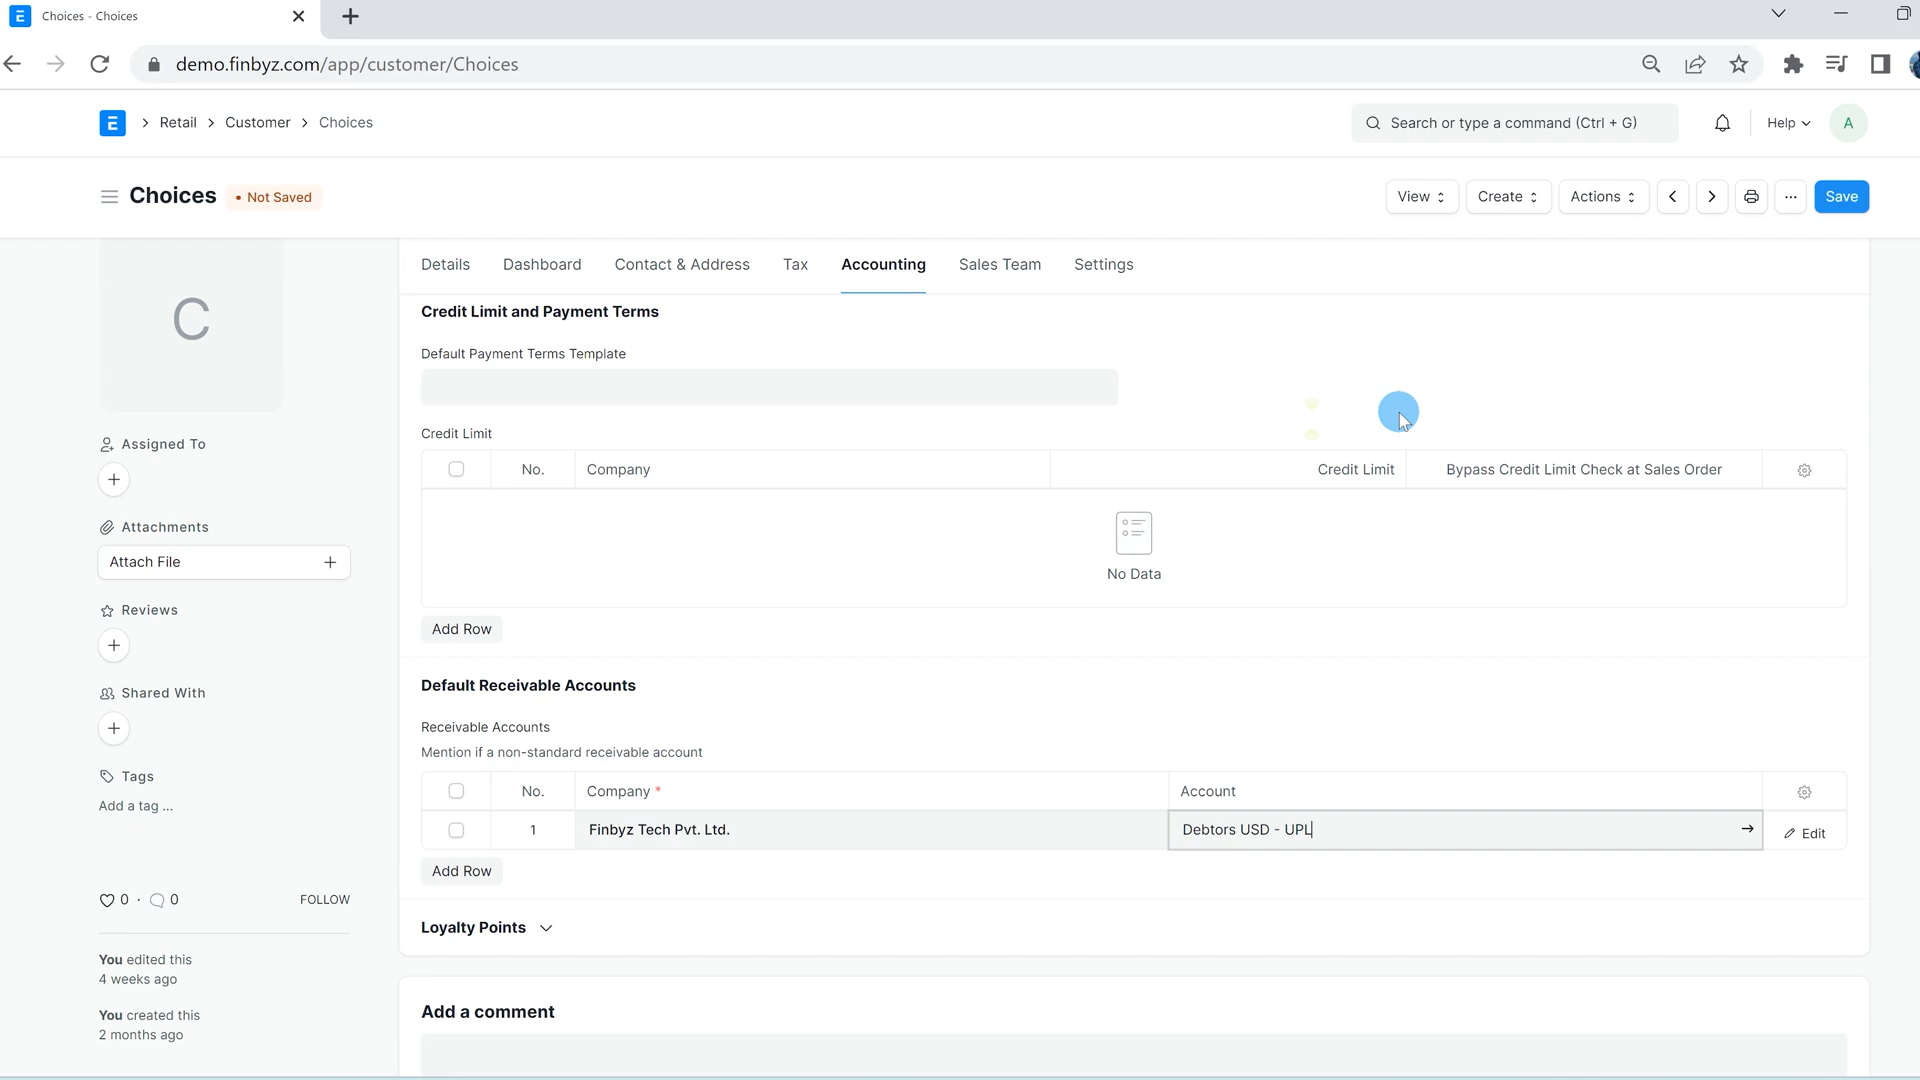 E Choices - Choices
demo.finbyz.com/app/customer/Choices
E Retail Customer Choices
Search or type a command (Ctrl + G)
Help
A
Choices • Not Saved
View
Create
Actions
Save
Details
Dashboard
Contact & Address
Tax
Accounting
Sales Team
Settings
C
Assigned To
Attachments
Attach File
Reviews
Shared With
Tags
Add a tag ...
0 · 0
FOLLOW
You edited this
4 weeks ago
You created this
2 months ago
Credit Limit and Payment Terms
Default Payment Terms Template
Credit Limit
No. Company Credit Limit Bypass Credit Limit Check at Sales Order
No Data
Add Row
Default Receivable Accounts
Receivable Accounts
Mention if a non-standard receivable account
No. Company * Account
1 Finbyz Tech Pvt. Ltd. Debtors USD - UPL Edit
Add Row
Loyalty Points
Add a comment